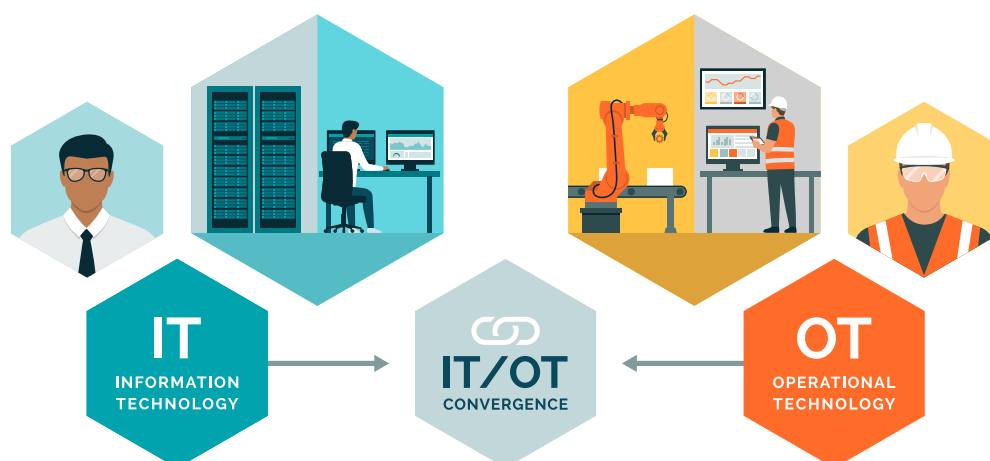 IT
INFORMATION
TECHNOLOGY
IT/OT
CONVERGENCE
OT
OPERATIONAL
TECHNOLOGY